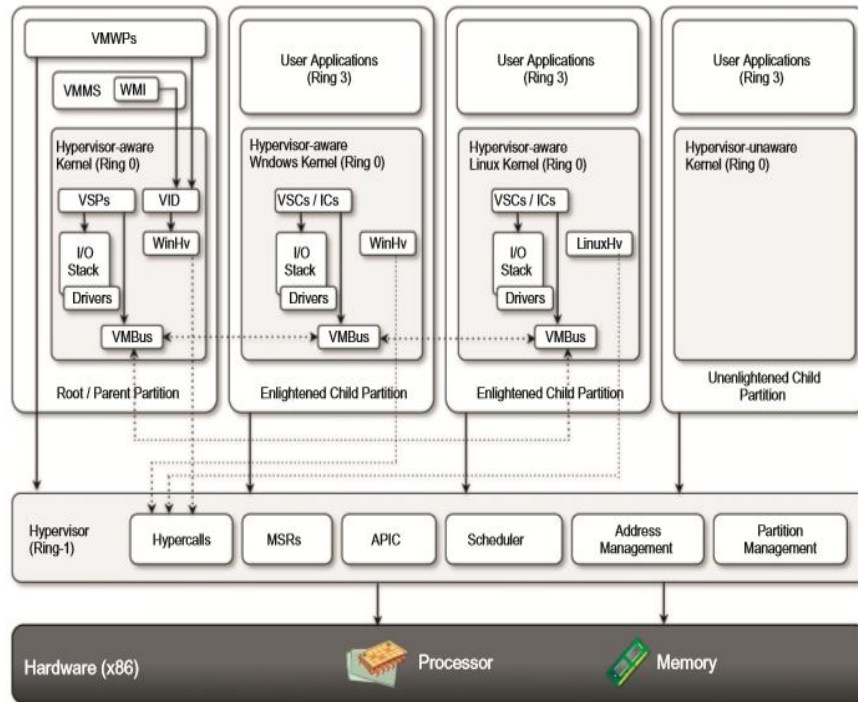 VMWPs
VMMS
WMI
Hypervisor-aware
Kernel (Ring 0)
VSPs
VID
WinHv
I/O
Stack
Drivers
VMBus
Root / Parent Partition
User Applications
(Ring 3)
Hypervisor-aware
Wndows Kernel (Ring 0)
VSCs / ICs
WinHv
I/O
Stack
Drivers
VMBus
Enlightened Child Partition
User Applications
(Ring 3)
Hypervisor-aware
Linux Kernel (Ring 0)
VSCs / ICs
LinuxHv
I/O
Stack
Drivers
VMBus
Enlightened Child Partition
User Applications
(Ring 3)
Hypervisor-unaware
Kernel (Ring 0)
Unenlightened Child
Partition
Hypervisor
(Ring-1)
Hypercalls
MSRs
APIC
Scheduler
Address
Management
Partition
Management
Hardware (x86)
Processor
Memory